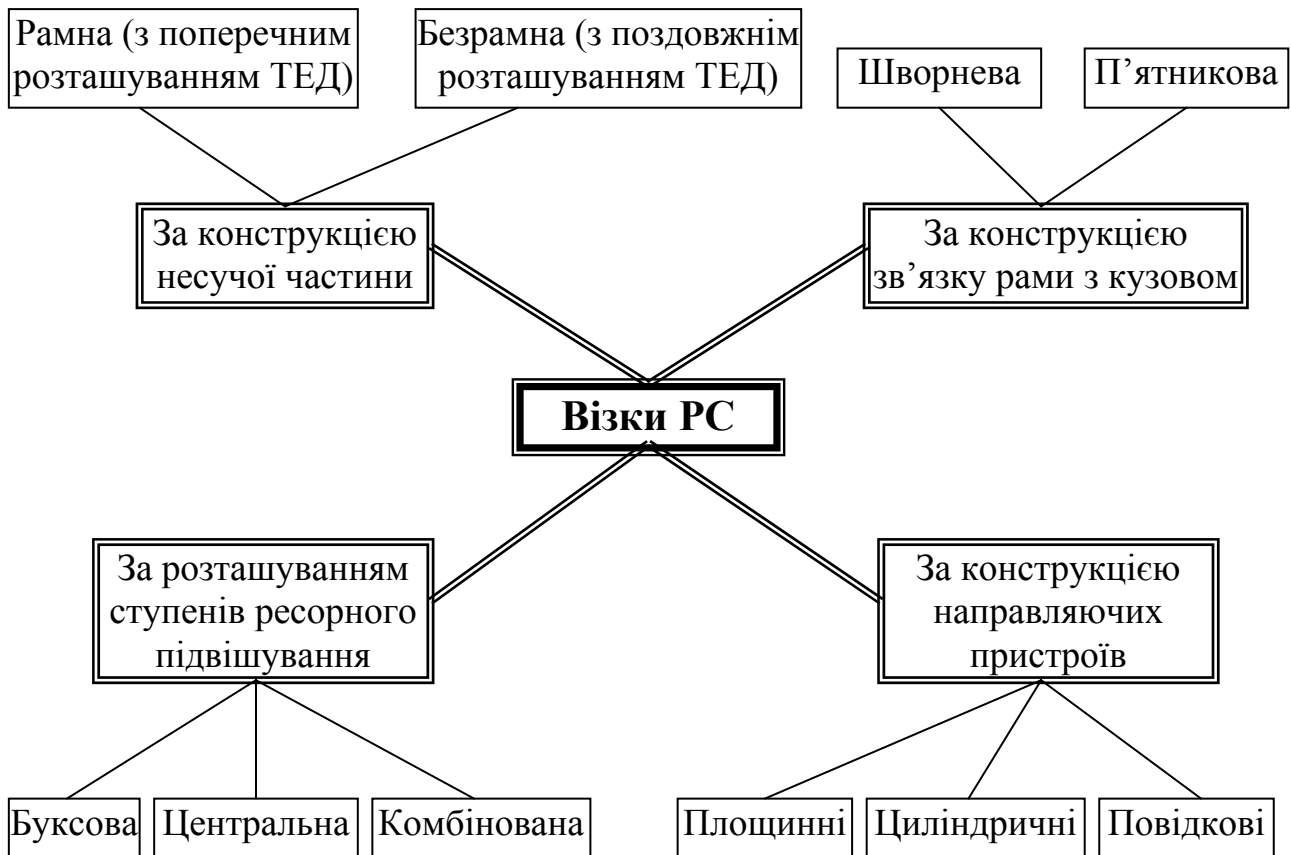 Рамна (з поперечним
розташуванням ТЕД)
Безрамна (з поздовжнім
розташуванням ТЕД)
Шворнева
П’ятникова
За конструкцією
несучої частини
За конструкцією
зв’язку рами з кузовом
Візки РС
За розташуванням
ступенів ресорного
підвішування
За конструкцією
направляючих
пристроїв
Буксова
Центральна
Комбінована
Площинні
Циліндричні
Повідкові